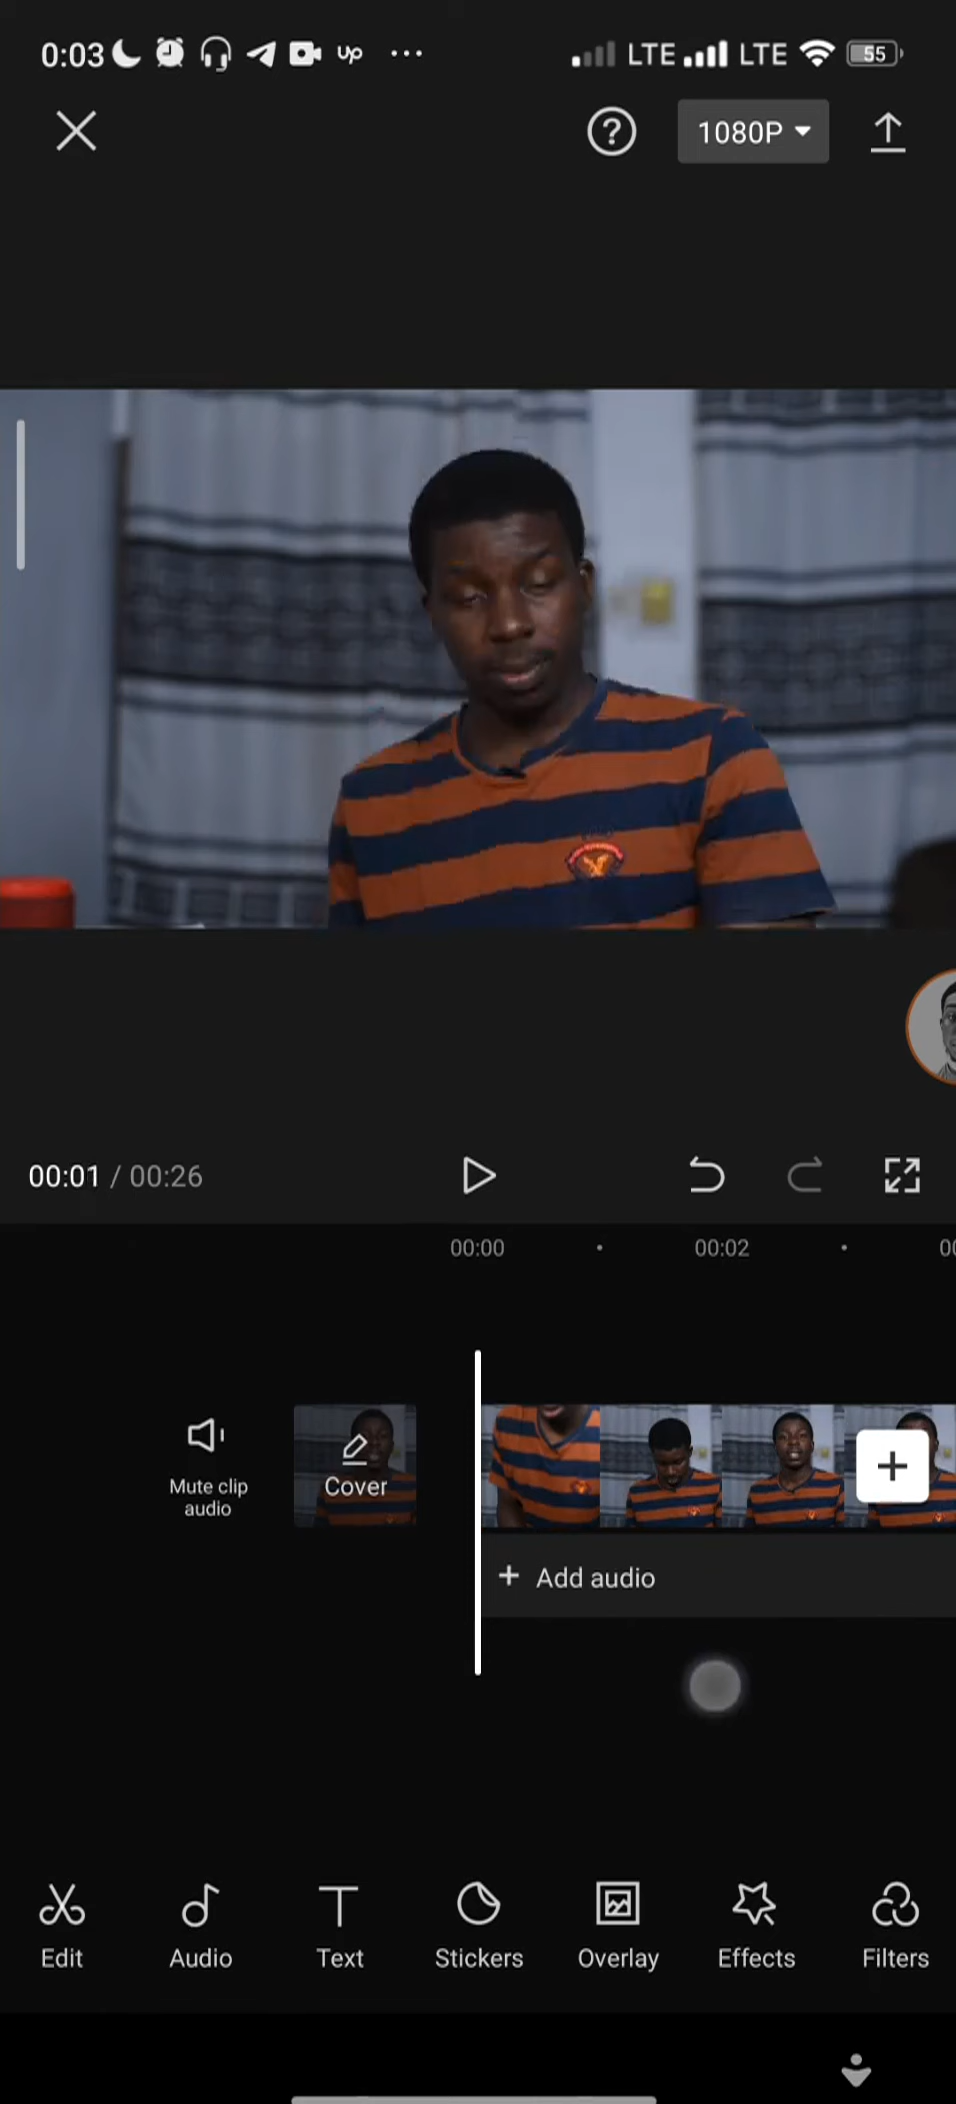 0:03 up ... LTE LTE 55
1080P
00:01 / 00:26
00:00 00:02
Mute clip
audio
Cover
+ Add audio
Edit Audio Text Stickers Overlay Effects Filters